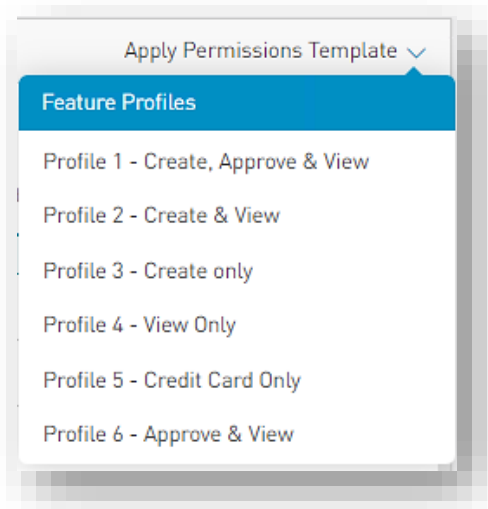 Apply Permissions Template
Feature Profiles
Profile 1 - Create, Approve & View
Profile 2 - Create & View
Profile 3 - Create only
Profile 4 - View Only
Profile 5 - Credit Card Only
Profile 6 - Approve & View